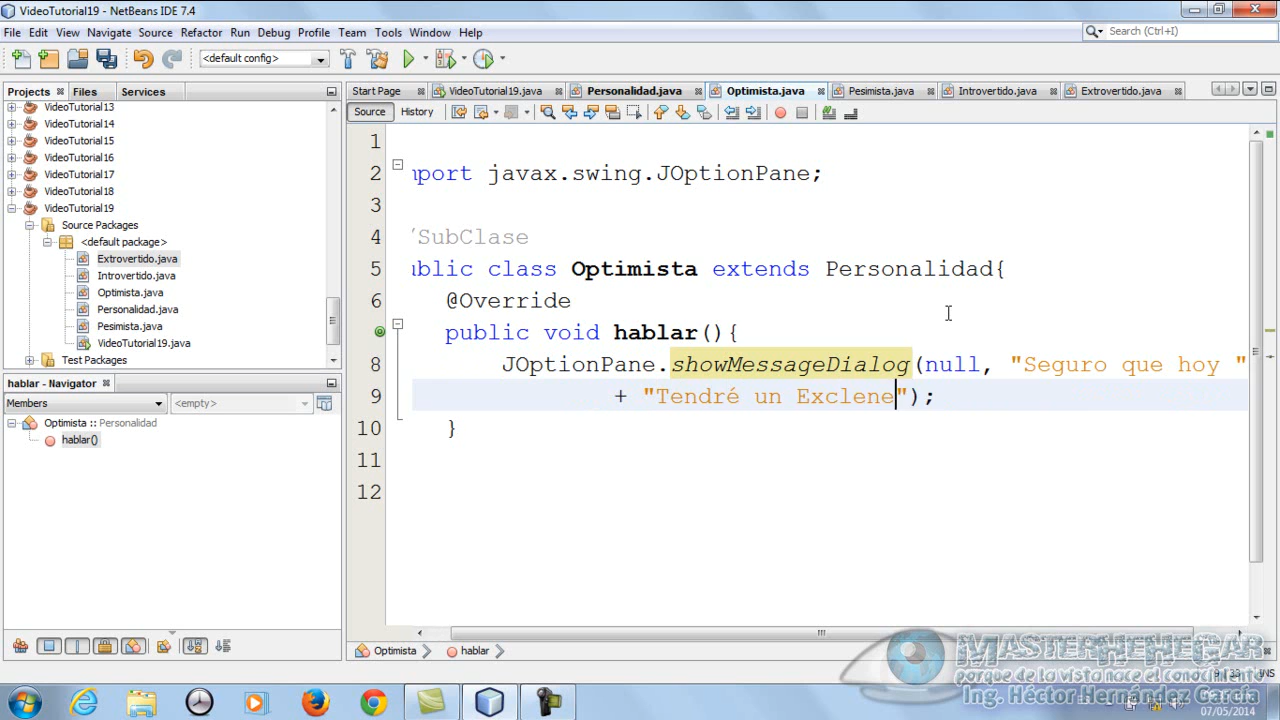 VideoTutorial19 - NetBeans IDE 7.4
File Edit View Navigate Source Refactor Run Debug Profile Team Tools Window Help
Search (Ctrl+I)
<default config>
Projects Files Services
Start Page VideoTutorial19.java Personalidad.java Optimista.java Pesimista.java Introvertido.java Extrovertido.java
Source History
VideoTutorial13
VideoTutorial14
VideoTutorial15
VideoTutorial16
VideoTutorial17
VideoTutorial18
VideoTutorial19
Source Packages
<default package>
Extrovertido.java
Introvertido.java
Optimista.java
Personalidad.java
Pesimista.java
VideoTutorial19.java
Test Packages
hablar - Navigator
Members <empty>
Optimista :: Personalidad
hablar()
1
2 port javax.swing.JOptionPane;
3
4 /SubClase
5 ublic class Optimista extends Personalidad{
6 @Override
7 public void hablar(){
8 JOptionPane.showMessageDialog(null, "Seguro que hoy "
9 + "Tendré un Exclene");
10 }
11
12
Optimista hablar
INS
MASTERHEHEGAR
porque de la vista nace el conocimiento
Ing. Héctor Hernández García
07/05/2014